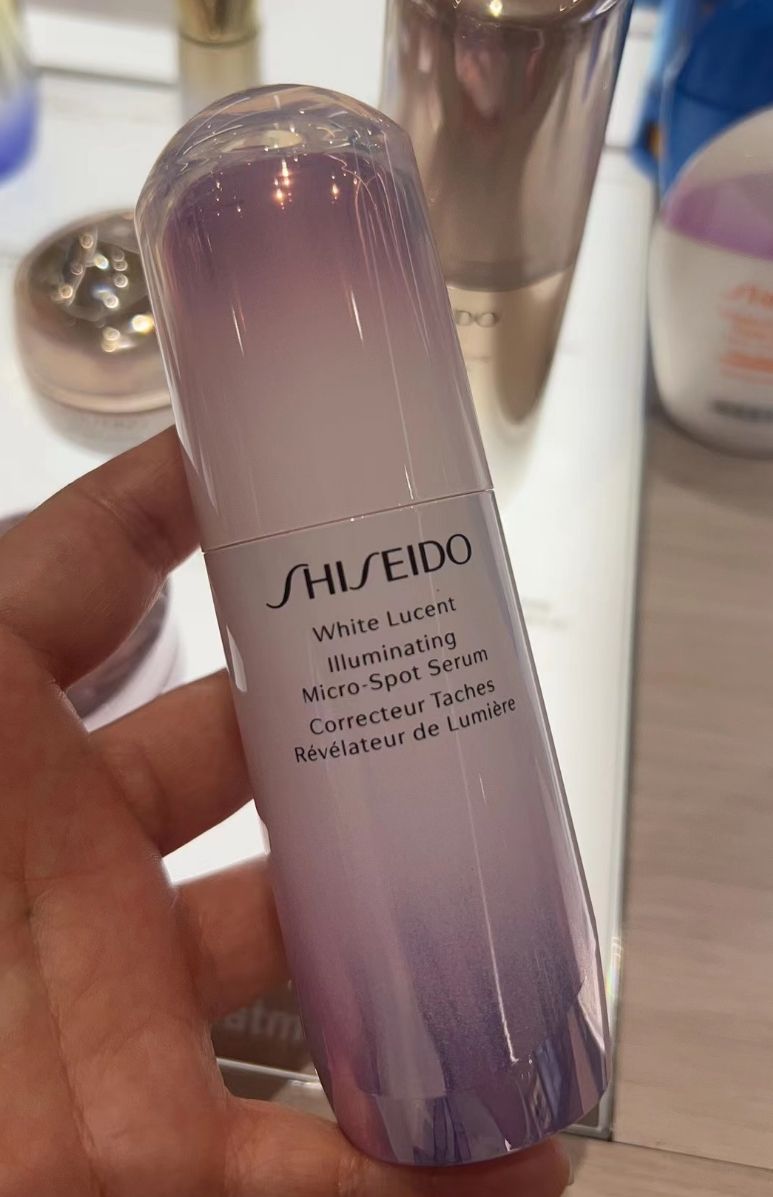 SHISEIDO
White Lucent
Illuminating
Micro-Spot Serum
Correcteur Taches
Révélateur de Lumière